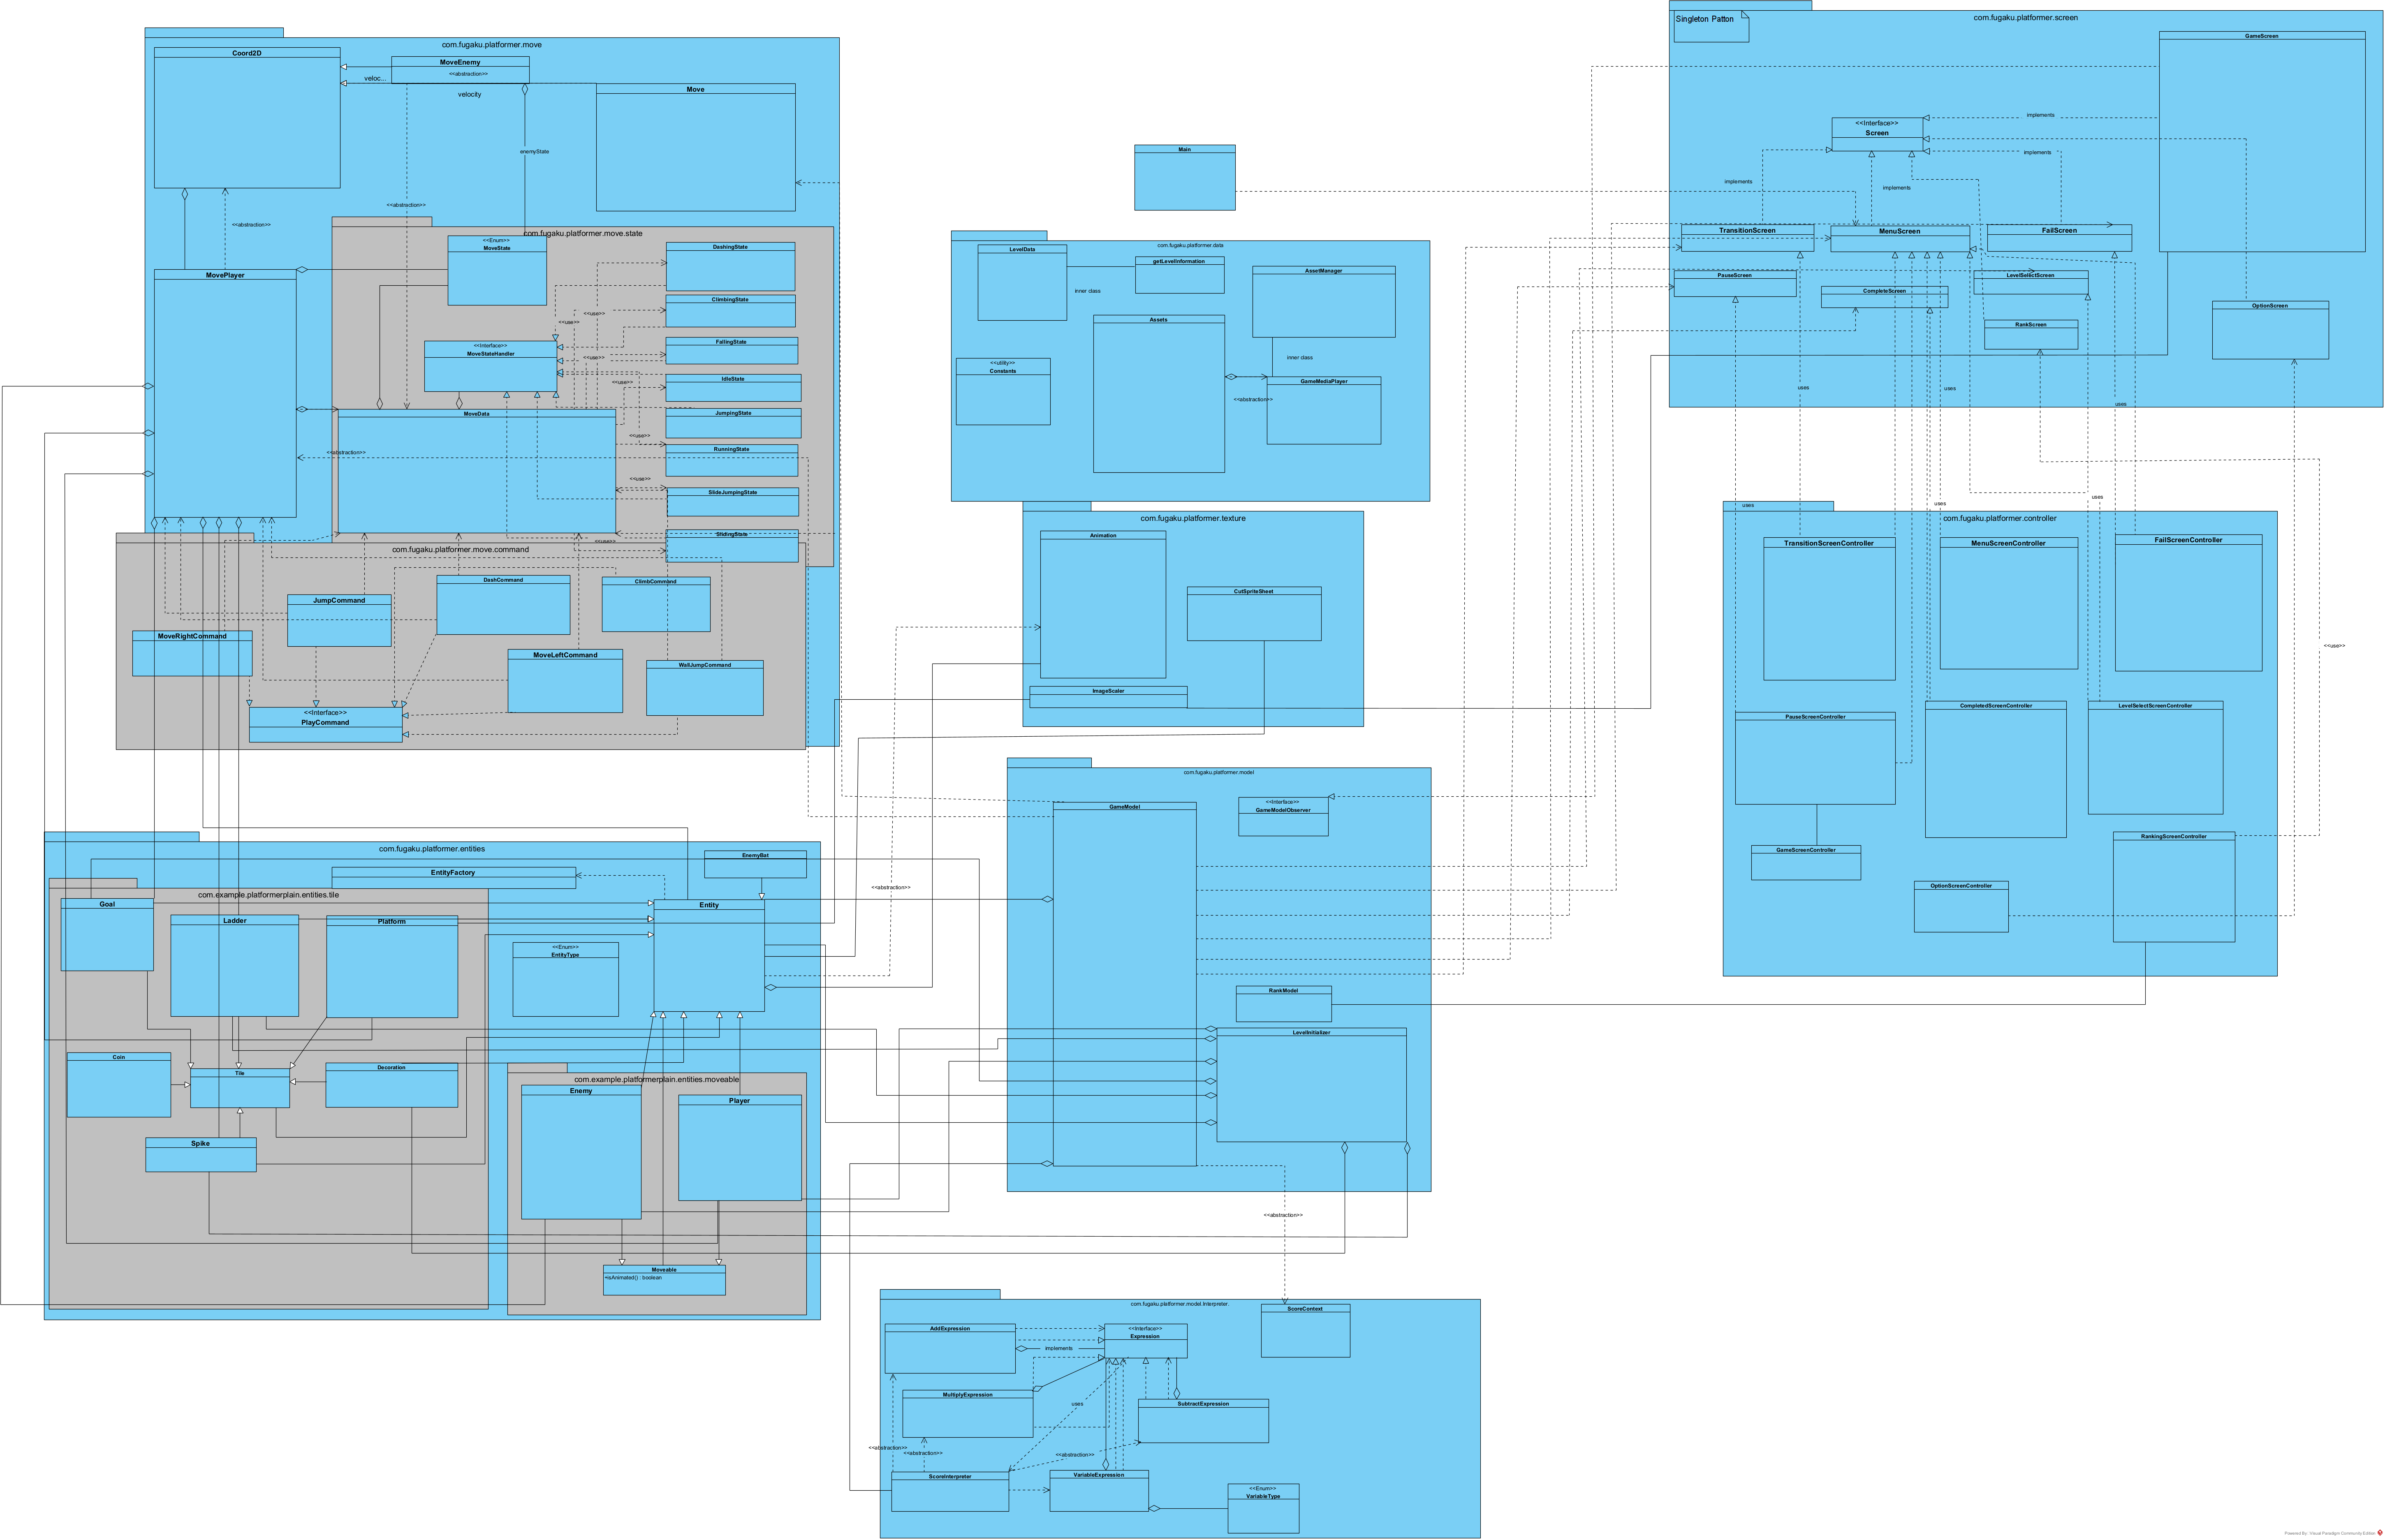 com.fugaku.platformer.move
Coord2D
MoveEnemy
<<abstraction>>
veloc...
velocity
Move
enemyState
<<abstraction>>
<<abstraction>>
com.fugaku.platformer.move.state
<<Enum>>
MoveState
DashingState
MovePlayer
ClimbingState
<<use>>
<<use>>
<<Interface>>
MoveStateHandler
FallingState
<<use>>
IdleState
<<use>>
MoveData
JumpingState
<<use>>
RunningState
<<abstraction>>
<<use>>
SlideJumpingState
SlidingState
<<use>>
com.fugaku.platformer.move.command
DashCommand
ClimbCommand
JumpCommand
MoveRightCommand
MoveLeftCommand
WallJumpCommand
<<Interface>>
PlayCommand
Main
com.fugaku.platformer.data
LevelData
getLevelInformation
AssetManager
inner class
Assets
<<utility>>
Constants
inner class
GameMediaPlayer
<<abstraction>>
com.fugaku.platformer.texture
Animation
CutSpriteSheet
ImageScaler
com.fugaku.platformer.screen
Singleton Patton
GameScreen
<<Interface>>
Screen
implements
implements
implements
implements
TransitionScreen
MenuScreen
FailScreen
PauseScreen
LevelSelectScreen
CompleteScreen
OptionScreen
RankScreen
uses
uses
uses
uses
uses
uses
com.fugaku.platformer.controller
TransitionScreenController
MenuScreenController
FailScreenController
<<use>>
PauseScreenController
CompletedScreenController
LevelSelectScreenController
GameScreenController
RankingScreenController
OptionScreenController
com.fugaku.platformer.model
GameModel
<<Interface>>
GameModelObserver
<<abstraction>>
RankModel
LevelInitializer
<<abstraction>>
com.fugaku.platformer.entities
EnemyBat
EntityFactory
com.example.platformerplain.entities.tile
Goal
Ladder
Platform
Entity
<<Enum>>
EntityType
Coin
Tile
Decoration
com.example.platformerplain.entities.moveable
Enemy
Player
Spike
Moveable
+isAnimated() : boolean
com.fugaku.platformer.model.Interpreter.
ScoreContext
AddExpression
<<Interface>>
Expression
implements
MultiplyExpression
uses
SubtractExpression
<<abstraction>>
<<abstraction>>
<<abstraction>>
ScoreInterpreter
VariableExpression
<<Enum>>
VariableType
Powered By: Visual Paradigm Community Edition